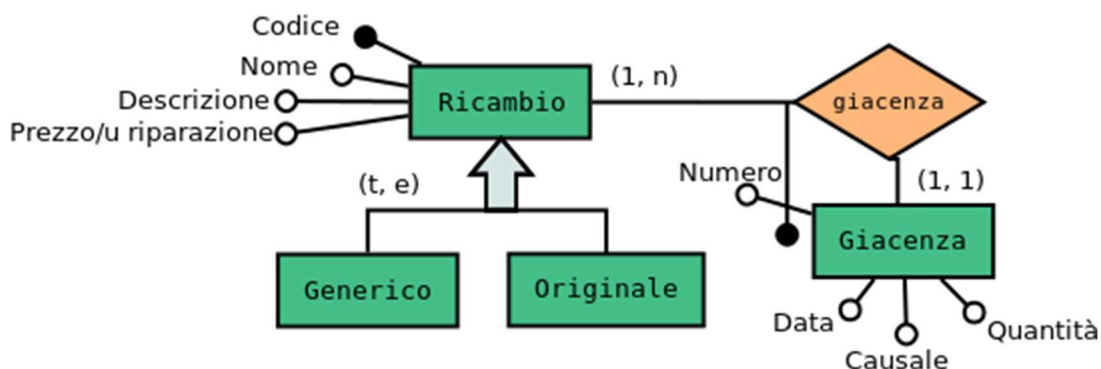 Codice
Nome
Descrizione
Prezzo/u riparazione
Ricambio
(1, n)
giacenza
(t, e)
Numero
(1, 1)
Generico
Originale
Giacenza
Data
Causale
Quantità